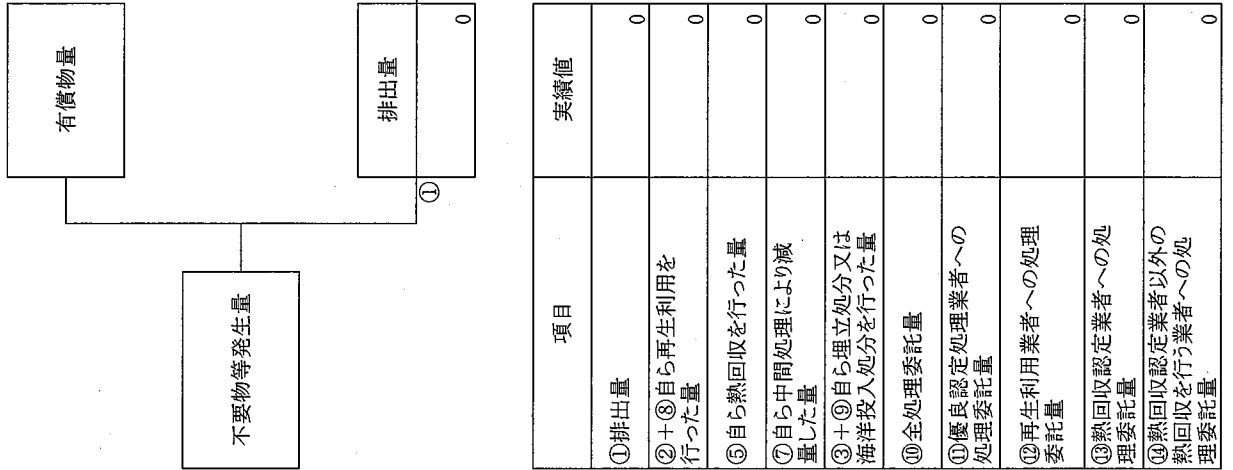 有償物量
不要物等発生量
排出量
①
0
項目
実績値
①排出量
0
②+⑧自ら再生利用を
行った量
0
⑤自ら熱回収を行った量
0
⑦自ら中間処理により減
量した量
0
③+⑨自ら埋立処分又は
海洋投入処分を行った量
0
⑩全処理委託量
0
⑪優良認定処理業者への
処理委託量
0
⑫再生利用業者への処理
委託量
0
⑬熱回収認定業者への処
理委託量
0
⑭熱回収認定業者以外の
熱回収を行う業者への処
理委託量
0